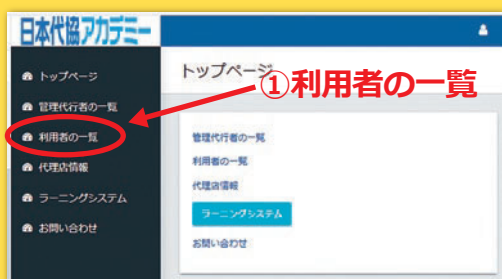 日本代協アカデミー
トップページ
管理代行者の一覧
利用者の一覧
代理店情報
ラーニングシステム
お問い合わせ
トップページ
①利用者の一覧
管理代行者の一覧
利用者の一覧
代理店情報
ラーニングシステム
お問い合わせ